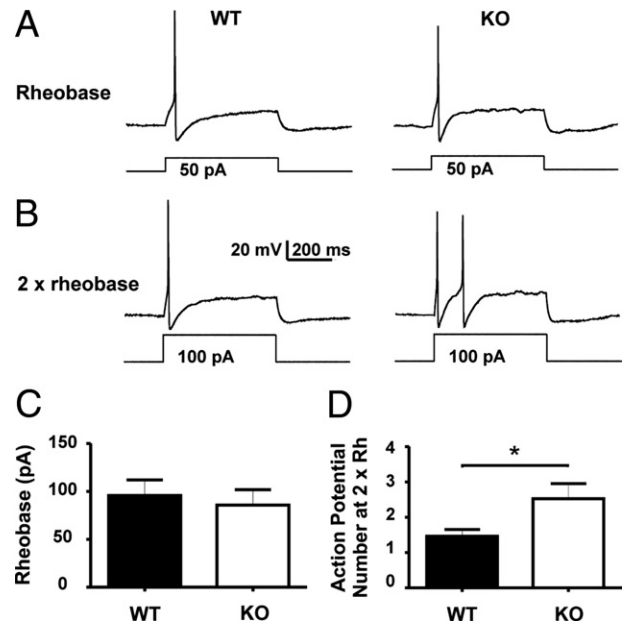 A
WT
KO
Rheobase
50 pA
50 pA
B
20 mV
200 ms
2 x rheobase
100 pA
100 pA
C
D
Rheobase (pA)
150
100
50
0
WT
KO
Action Potential
Number at 2 x Rh
4
3
2
1
0
*
WT
KO